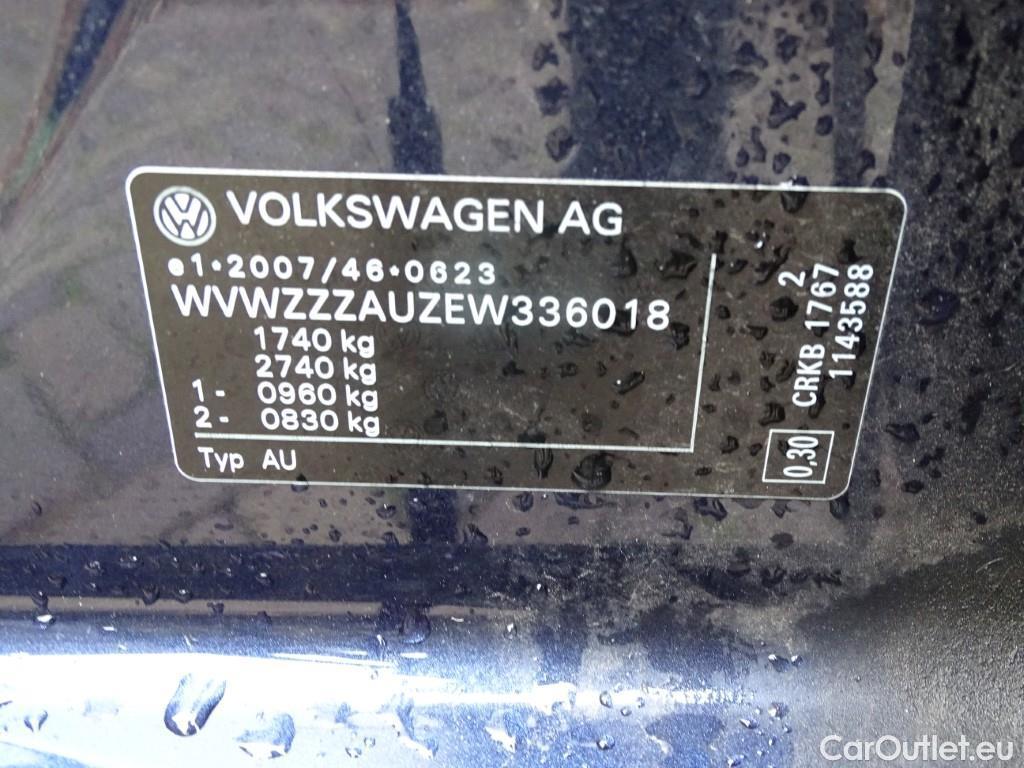 VOLKSWAGEN AG
e1*2007/46*0623
WVWZZZAUZEW336018
1740 kg
2740 kg
1- 0960 kg
2- 0830 kg
Typ AU
2
CRKB 1767
1143588
0,30
CarOutlet.eu